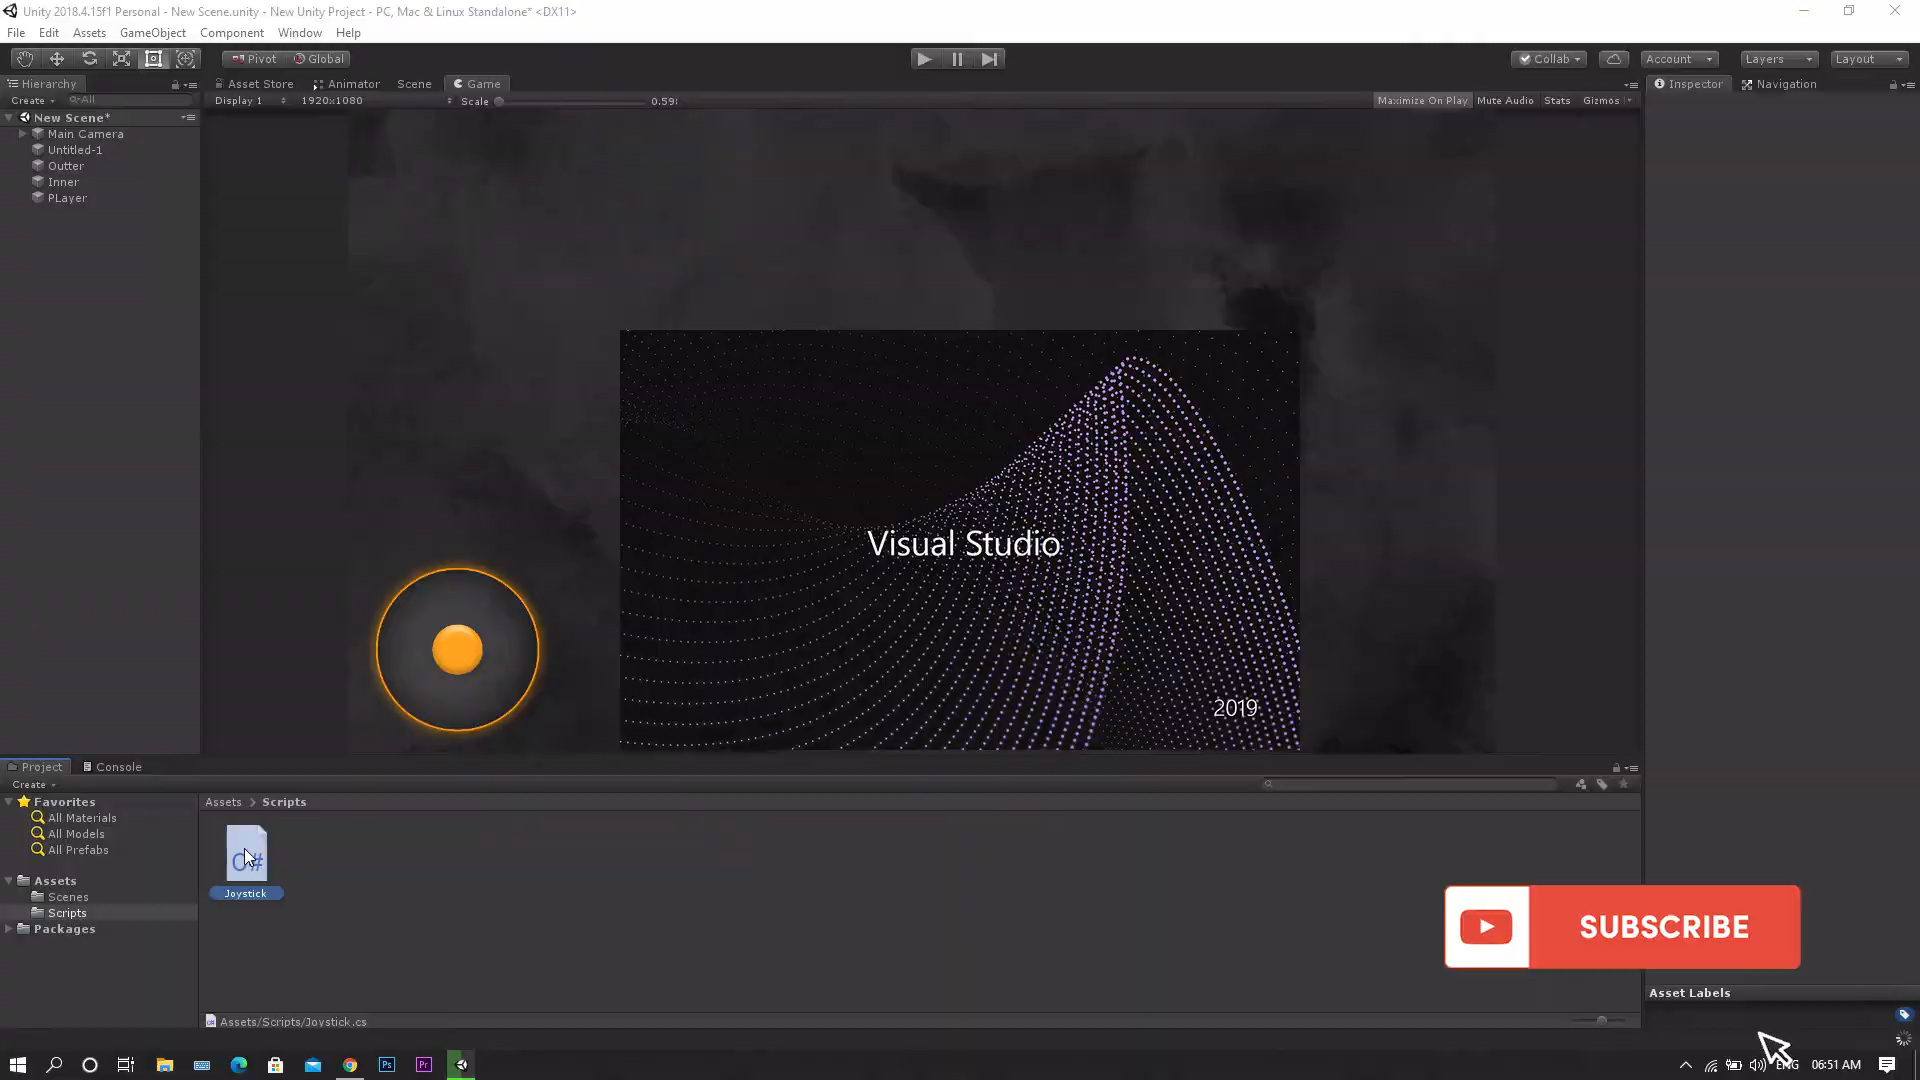 Unity 2018.4.15f1 Personal - New Scene.unity - New Unity Project - PC, Mac & Linux Standalone* <DX11>
File Edit Assets GameObject Component Window Help
Pivot Global Collab Account Layers Layout
Hierarchy Asset Store Animator Scene Game Inspector Navigation
Create All Display 1 1920x1080 Scale 0.59: Maximize On Play Mute Audio Stats Gizmos
New Scene*
Main Camera
Untitled-1
Outter
Inner
PLayer
Visual Studio
2019
Project Console
Create
Favorites
All Materials
All Models
All Prefabs
Assets
Scenes
Scripts
Packages
Assets > Scripts
C#
Joystick
SUBSCRIBE
Asset Labels
Assets/Scripts/Joystick.cs
Ps Pr ENG 06:51 AM